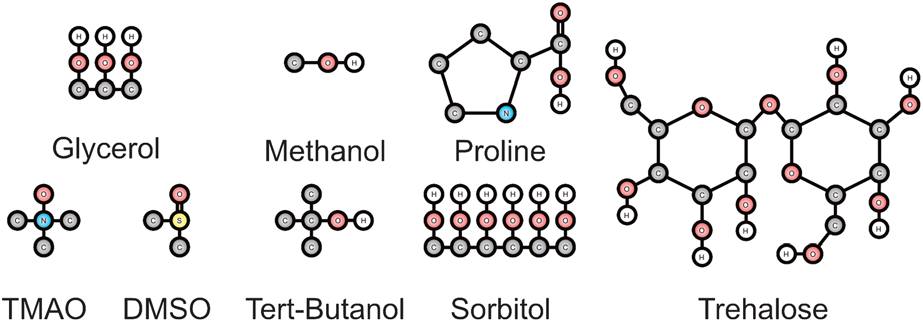 H H H
O O O
C C C
Glycerol
C O H
Methanol
O
C C
C C
O
H
C N
Proline
H H
O O H
C O O C O
C C C C
C C O C
O C O C O
H O H C H
H H O
Trehalose
O
C N C
C
TMAO
O
C S
C
DMSO
C
C C O H
C
Tert-Butanol
H H H H H H
O O O O O O
C C C C C C
Sorbitol